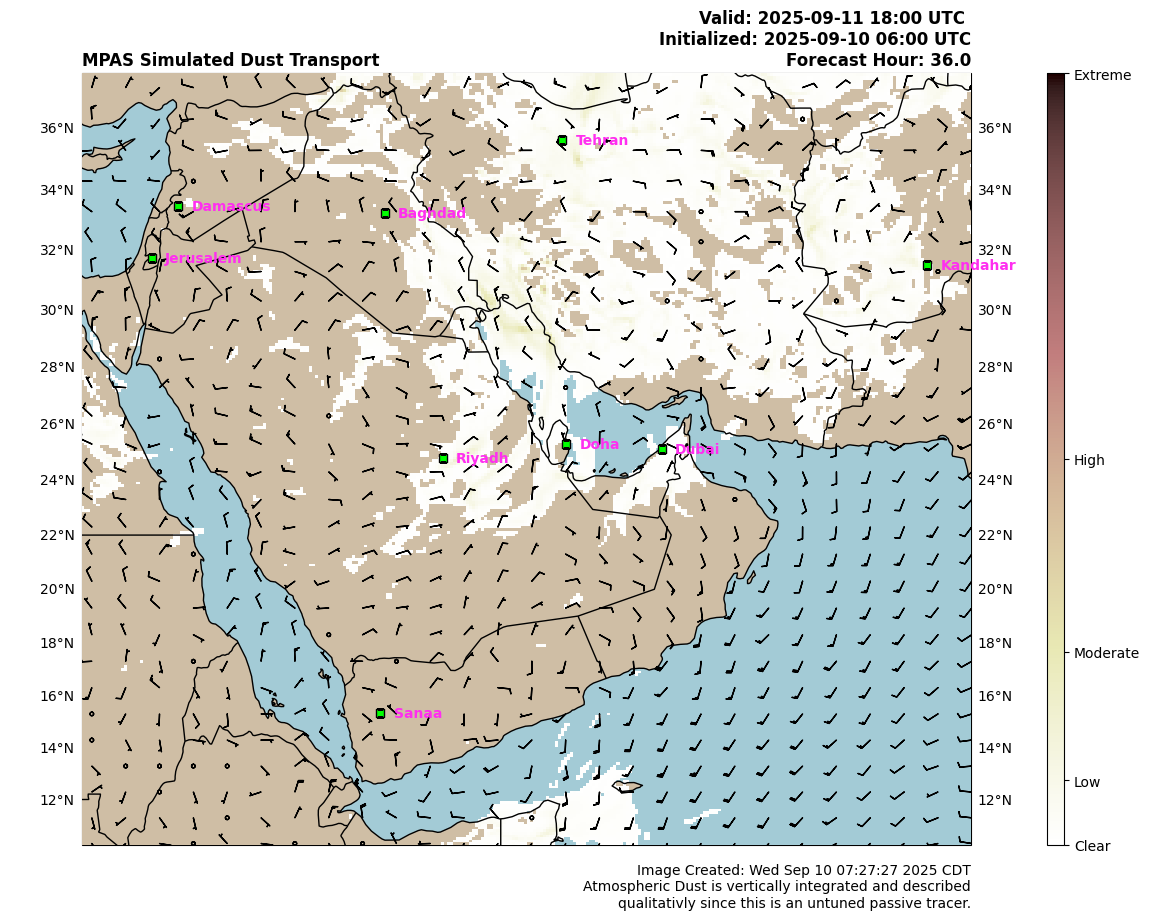 Valid: 2025-09-11 18:00 UTC
Initialized: 2025-09-10 06:00 UTC
MPAS Simulated Dust Transport
Forecast Hour: 36.0
Extreme
36°N
36°N
Tehran
34°N
34°N
Damascus
Baghdad
32°N
32°N
Jerusalem
Kandahar
30°N
30°N
28°N
28°N
26°N
26°N
Doha
Dubai
Riyadh
High
24°N
24°N
22°N
22°N
20°N
20°N
18°N
18°N
Moderate
16°N
16°N
Sanaa
14°N
14°N
Low
12°N
12°N
Clear
Image Created: Wed Sep 10 07:27:27 2025 CDT
Atmospheric Dust is vertically integrated and described
qualitativly since this is an untuned passive tracer.